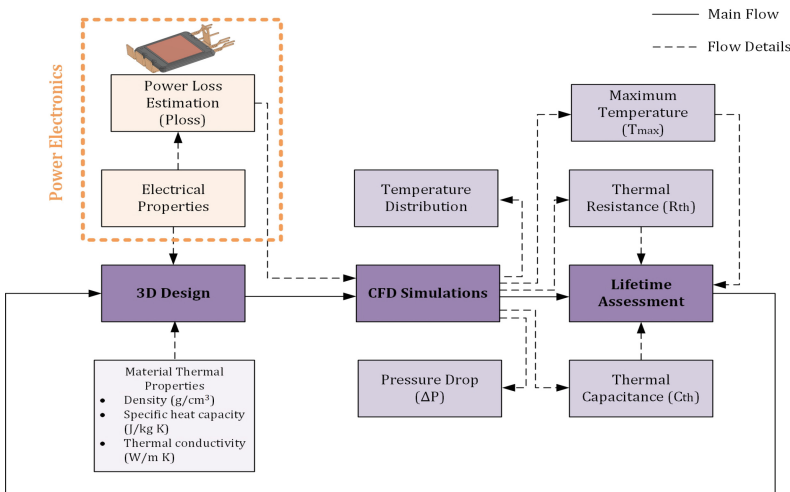 Main Flow
Flow Details
Power Electronics
Power Loss
Estimation
(Ploss)
Electrical
Properties
Maximum
Temperature
(Tmax)
Temperature
Distribution
Thermal
Resistance (Rth)
3D Design
CFD Simulations
Lifetime
Assessment
Material Thermal
Properties
● Density (g/cm³)
● Specific heat capacity
(J/kg K)
● Thermal conductivity
(W/m K)
Pressure Drop
(ΔP)
Thermal
Capacitance (Cth)